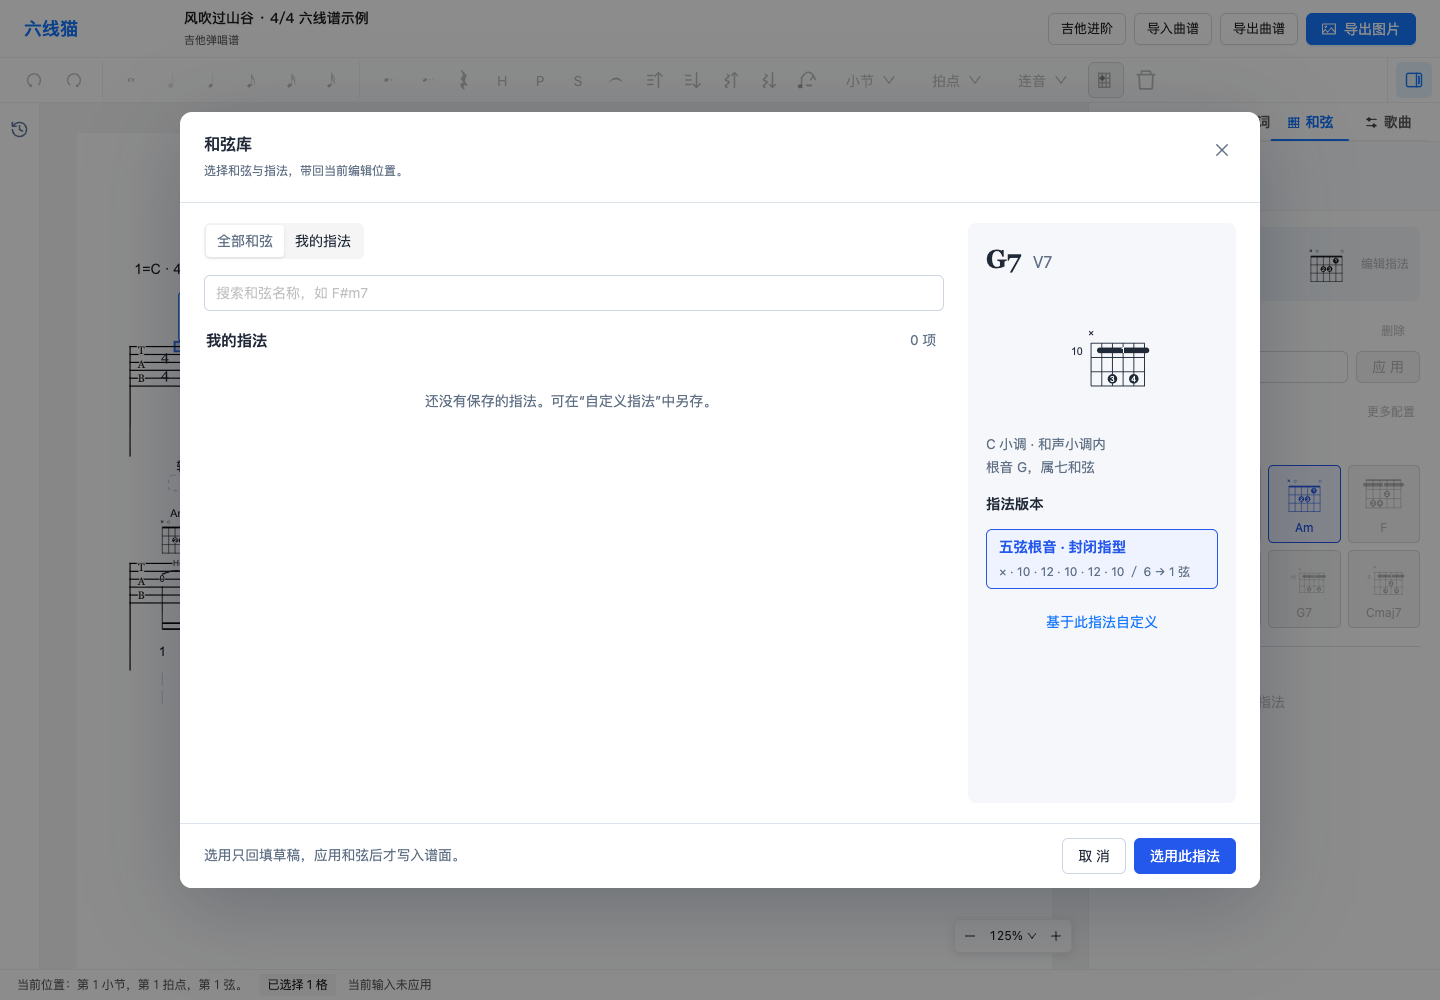 六线猫
风吹过山谷 · 4/4 六线谱示例
吉他弹唱谱
吉他进阶
导入曲谱
导出曲谱
导出图片
H
P
S
小节
拍点
连音
词
和弦
歌曲
和弦库
选择和弦与指法，带回当前编辑位置。
全部和弦
我的指法
搜索和弦名称，如 F#m7
我的指法
0 项
还没有保存的指法。可在“自定义指法”中另存。
G7 V7
×
10
3 4
C 小调 · 和声小调内
根音 G，属七和弦
指法版本
五弦根音 · 封闭指型
× · 10 · 12 · 10 · 12 · 10 / 6 → 1 弦
基于此指法自定义
选用只回填草稿，应用和弦后才写入谱面。
取 消
选用此指法
1=C · 4
T
A
B
4
4
T
A
B
1
编辑指法
删除
应 用
更多配置
Am
F
G7
Cmaj7
指法
125%
当前位置：第 1 小节，第 1 拍点，第 1 弦。
已选择 1 格
当前输入未应用